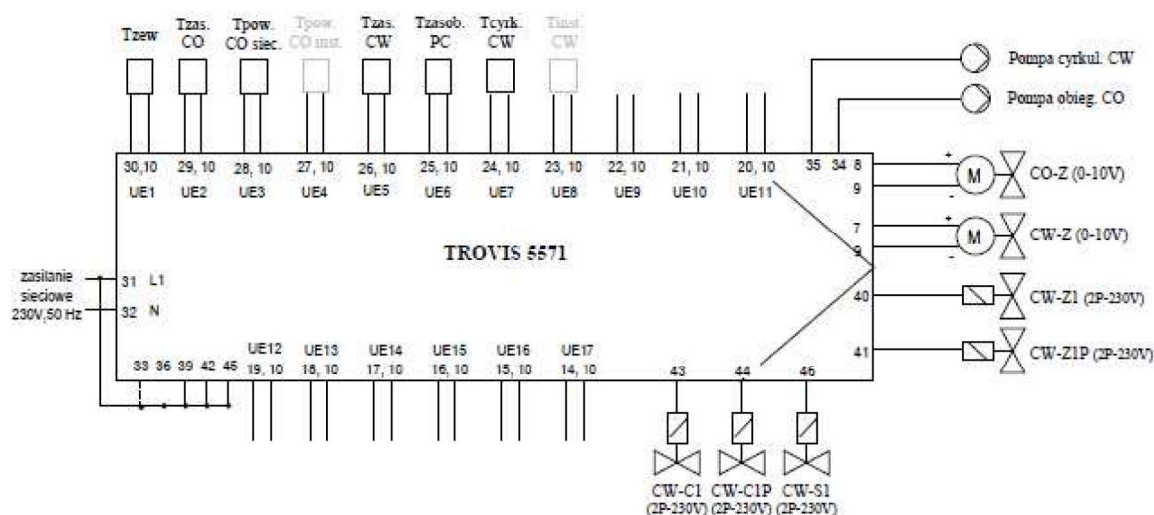 Tzew
Tzas.
CO
Tpow.
CO siec.
Tpow.
CO inst.
Tzas.
CW
Tzasob.
PC
Tcyrk.
CW
Tinst.
CW
Pompa cyrkul. CW
Pompa obieg. CO
30, 10
29, 10
28, 10
27, 10
26, 10
25, 10
24, 10
23, 10
22, 10
21, 10
20, 10
35
34
8
UE1
UE2
UE3
UE4
UE5
UE6
UE7
UE8
UE9
UE10
UE11
9
+
-
M
CO-Z (0-10V)
7
9
+
-
M
CW-Z (0-10V)
TROVIS 5571
zasilanie
sieciowe
230V,50 Hz
31 L1
32 N
40
CW-Z1 (2P-230V)
41
CW-Z1P (2P-230V)
33
36
39
42
45
UE12
19, 10
UE13
18, 10
UE14
17, 10
UE15
16, 10
UE16
15, 10
UE17
14, 10
43
44
46
CW-C1
(2P-230V)
CW-C1P
(2P-230V)
CW-S1
(2P-230V)